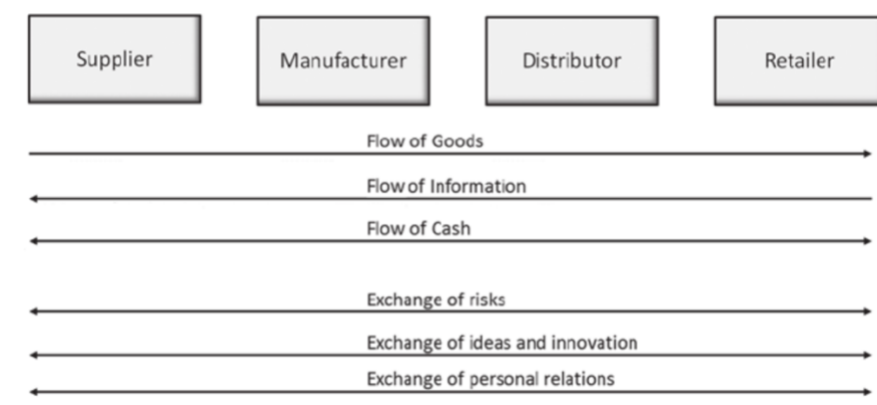 Supplier Manufacturer Distributor Retailer
Flow of Goods
Flow of Information
Flow of Cash
Exchange of risks
Exchange of ideas and innovation
Exchange of personal relations